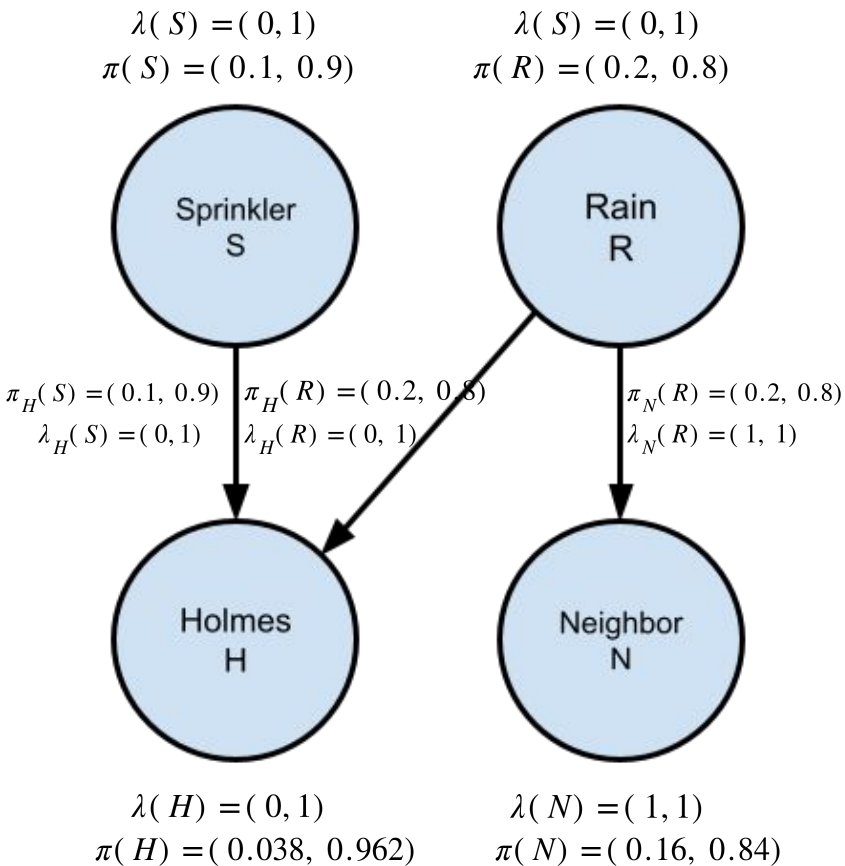 λ( S) =( 0, 1)
π( S) =( 0.1, 0.9)
λ( S) =( 0, 1)
π( R) =( 0.2, 0.8)
Sprinkler
S
Rain
R
π_H( S) =( 0.1, 0.9)
λ_H( S) =( 0,1)
π_H( R) =( 0.2, 0.8)
λ_H( R) =( 0, 1)
π_N( R) =( 0.2, 0.8)
λ_N( R) =( 1, 1)
Holmes
H
Neighbor
N
λ( H) =( 0,1)
π( H) =( 0.038, 0.962)
λ( N) =( 1,1)
π( N) =( 0.16, 0.84)